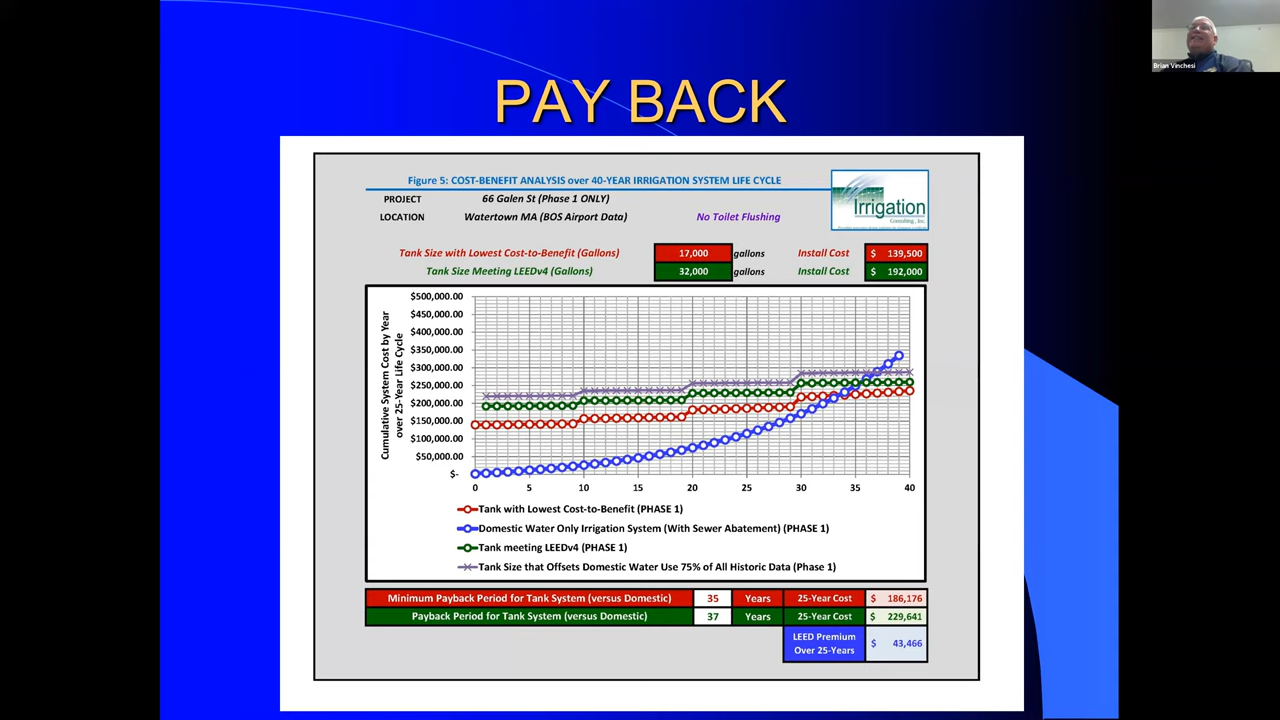 Brian Vinchesi
PAY BACK
Figure 5: COST-BENEFIT ANALYSIS over 40-YEAR IRRIGATION SYSTEM LIFE CYCLE
PROJECT 66 Galen St (Phase 1 ONLY)
LOCATION Watertown MA (BOS Airport Data) No Toilet Flushing
Irrigation
Consulting, Inc.
Tank Size with Lowest Cost-to-Benefit (Gallons) 17,000 gallons Install Cost $ 139,500
Tank Size Meeting LEEDv4 (Gallons) 32,000 gallons Install Cost $ 192,000
Cumulative System Cost by Year
over 25-Year Life Cycle
$500,000.00
$450,000.00
$400,000.00
$350,000.00
$300,000.00
$250,000.00
$200,000.00
$150,000.00
$100,000.00
$50,000.00
$-
0 5 10 15 20 25 30 35 40
Tank with Lowest Cost-to-Benefit (PHASE 1)
Domestic Water Only Irrigation System (With Sewer Abatement) (PHASE 1)
Tank meeting LEEDv4 (PHASE 1)
Tank Size that Offsets Domestic Water Use 75% of All Historic Data (Phase 1)
Minimum Payback Period for Tank System (versus Domestic) 35 Years 25-Year Cost $ 186,176
Payback Period for Tank System (versus Domestic) 37 Years 25-Year Cost $ 229,641
LEED Premium
Over 25-Years $ 43,466